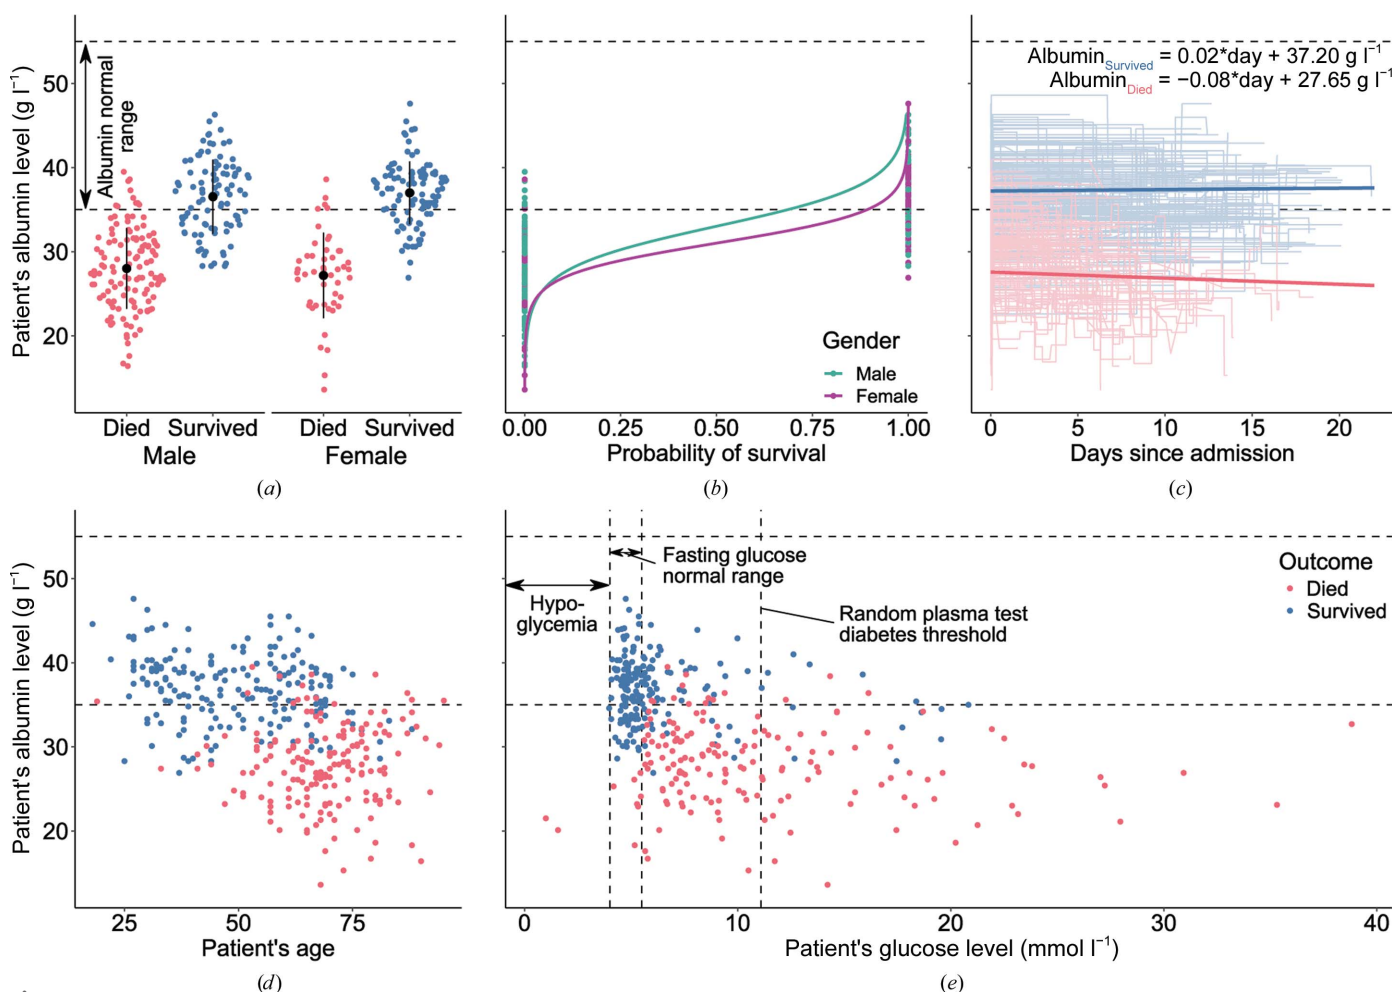 Patient's albumin level (g l⁻¹)
50
40
30
20
Albumin normal
range
Died Survived Died Survived
Male Female
(a)
Gender
Male
Female
0.00 0.25 0.50 0.75 1.00
Probability of survival
(b)
Albumin Survived = 0.02*day + 37.20 g l⁻¹
Albumin Died = −0.08*day + 27.65 g l⁻¹
0 5 10 15 20
Days since admission
(c)
Patient's albumin level (g l⁻¹)
50
40
30
20
25 50 75
Patient's age
(d)
Fasting glucose
normal range
Hypo-
glycemia
Random plasma test
diabetes threshold
Outcome
Died
Survived
0 10 20 30 40
Patient's glucose level (mmol l⁻¹)
(e)